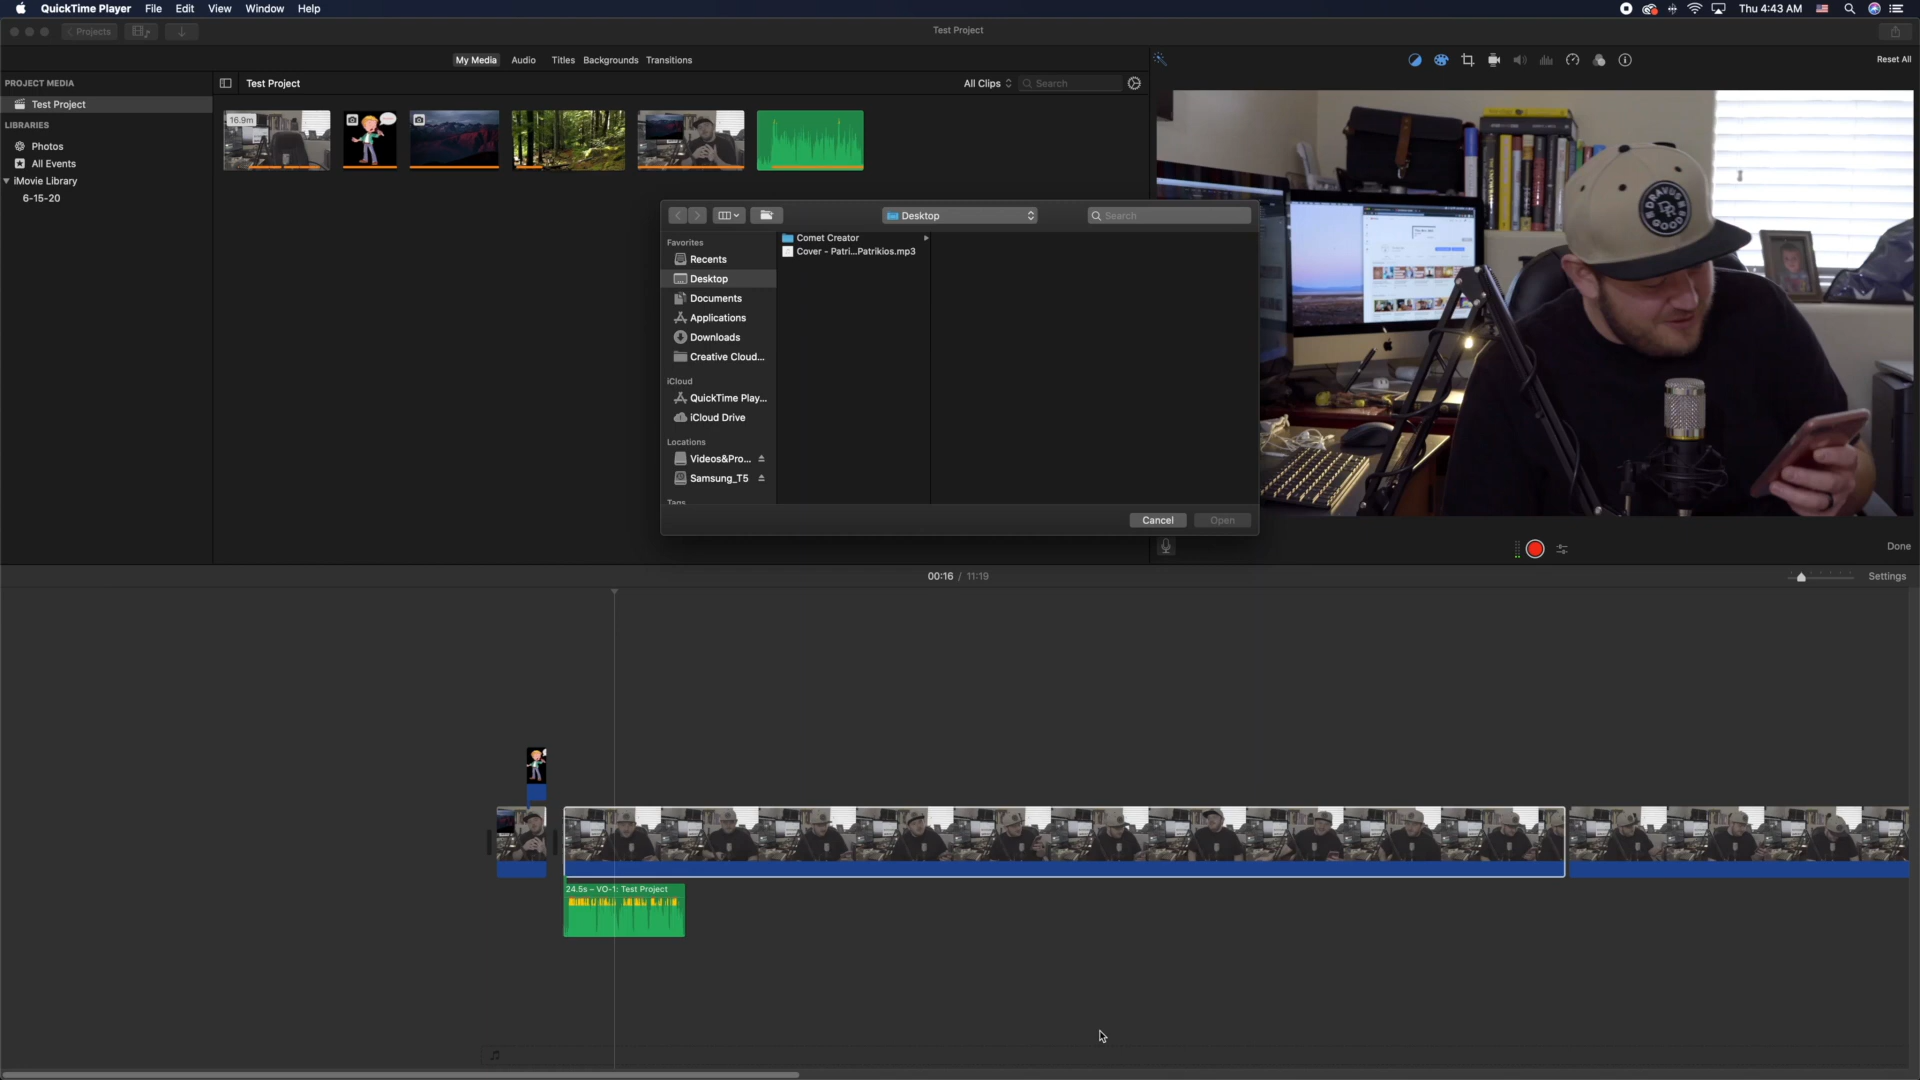 QuickTime Player File Edit View Window Help
Thu 4:43 AM
Projects
Test Project
My Media Audio Titles Backgrounds Transitions
Reset All
PROJECT MEDIA
Test Project
All Clips
Search
Test Project
LIBRARIES
Photos
All Events
iMovie Library
6-15-20
16.9m
Desktop
Search
Favorites
Recents
Desktop
Documents
Applications
Downloads
Creative Cloud...
iCloud
QuickTime Play...
iCloud Drive
Locations
Videos&Pro...
Samsung_T5
Tags
Comet Creator
Cover - Patri...Patrikios.mp3
Cancel
Open
DRAVUS
DR
GOODS
Done
00:16 / 11:19
Settings
24.5s – VO-1: Test Project